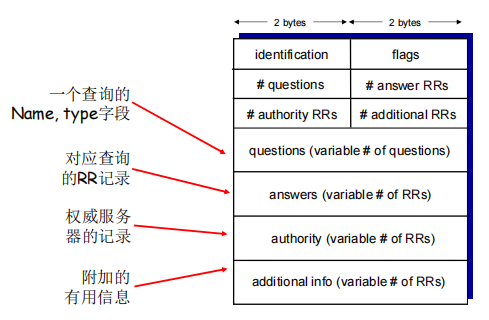 2 bytes 2 bytes
identification flags
# questions # answer RRs
# authority RRs # additional RRs
一个查询的
Name, type字段
questions (variable # of questions)
对应查询
的RR记录
answers (variable # of RRs)
权威服务
器的记录
authority (variable # of RRs)
附加的
有用信息
additional info (variable # of RRs)